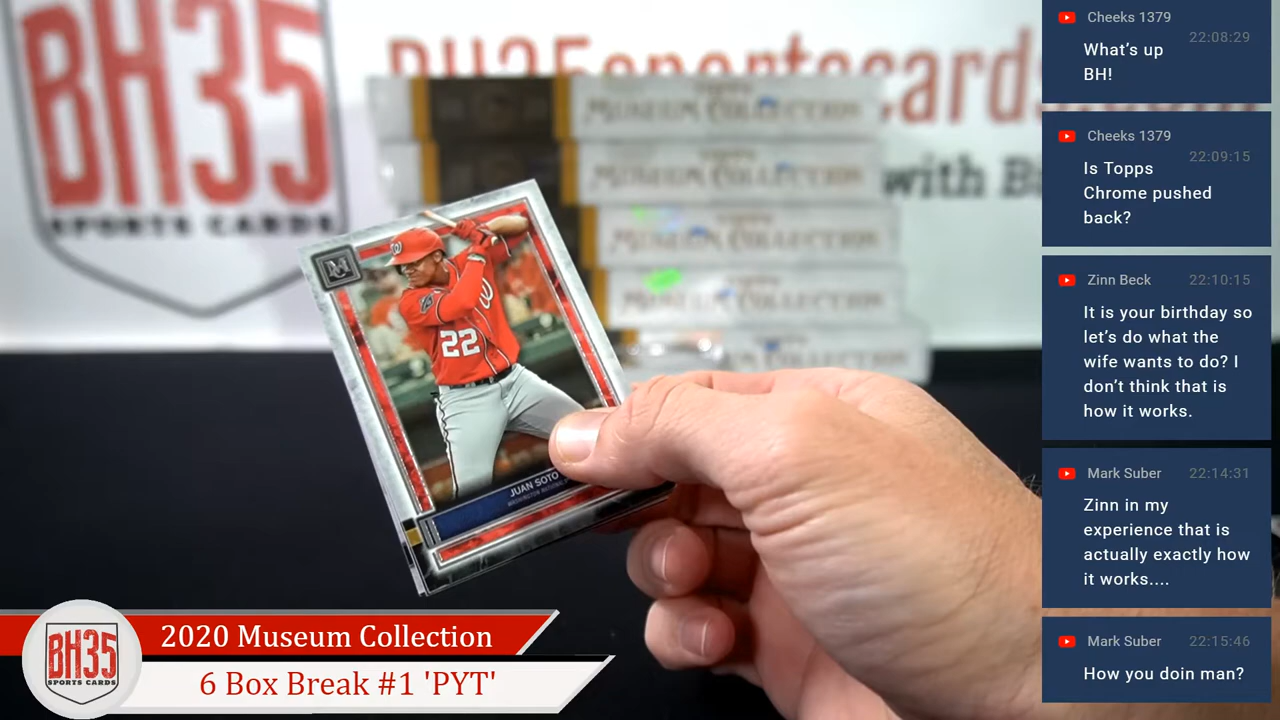 BH35
SPORTS CARDS
BH35sportscards.com
with B
MUSEUM COLLECTION
MUSEUM COLLECTION
MUSEUM COLLECTION
MUSEUM COLLECTION
MUSEUM COLLECTION
M
W
22
JUAN SOTO
BH35
SPORTS CARDS
2020 Museum Collection
6 Box Break #1 'PYT'
Cheeks 1379
22:08:29
What's up
BH!
Cheeks 1379
22:09:15
Is Topps
Chrome pushed
back?
Zinn Beck 22:10:15
It is your birthday so
let's do what the
wife wants to do? I
don't think that is
how it works.
Mark Suber 22:14:31
Zinn in my
experience that is
actually exactly how
it works....
Mark Suber 22:15:46
How you doin man?